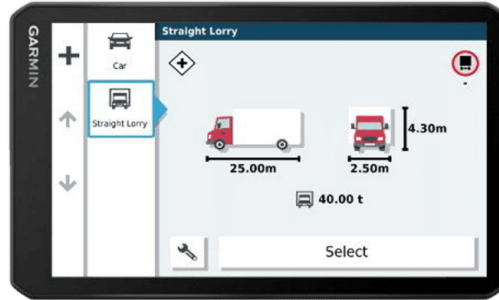 GARMIN
Straight Lorry
Car
Straight Lorry
-
4.30m
25.00m
2.50m
40.00 t
Select